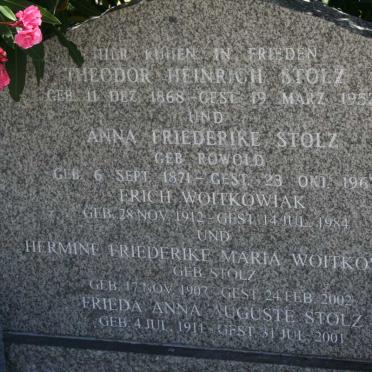 HIER RUHEN IN FRIEDEN
THEODOR HEINRICH STOLZ
GEB. 11. DEZ. 1868 - GEST. 19. MÄRZ 1952
UND
ANNA FRIEDERIKE STOLZ
GEB. ROWOLD
GEB. 6. SEPT. 1871 - GEST. 23. OKT.
ERICH WOITKOWIAK
GEB. 28. NOV. 1912 - GEST. 14. JUL. 1984
UND
HERMINE FRIEDERIKE MARIA
GEB. STOLZ
GEB. 17. NOV. 1907 - GEST. 24. FEB. 2002
FRIEDA ANNA AUGUSTE STOLZ
GEB. 4. JUL. 1911 - GEST. 31. JUL. 2001